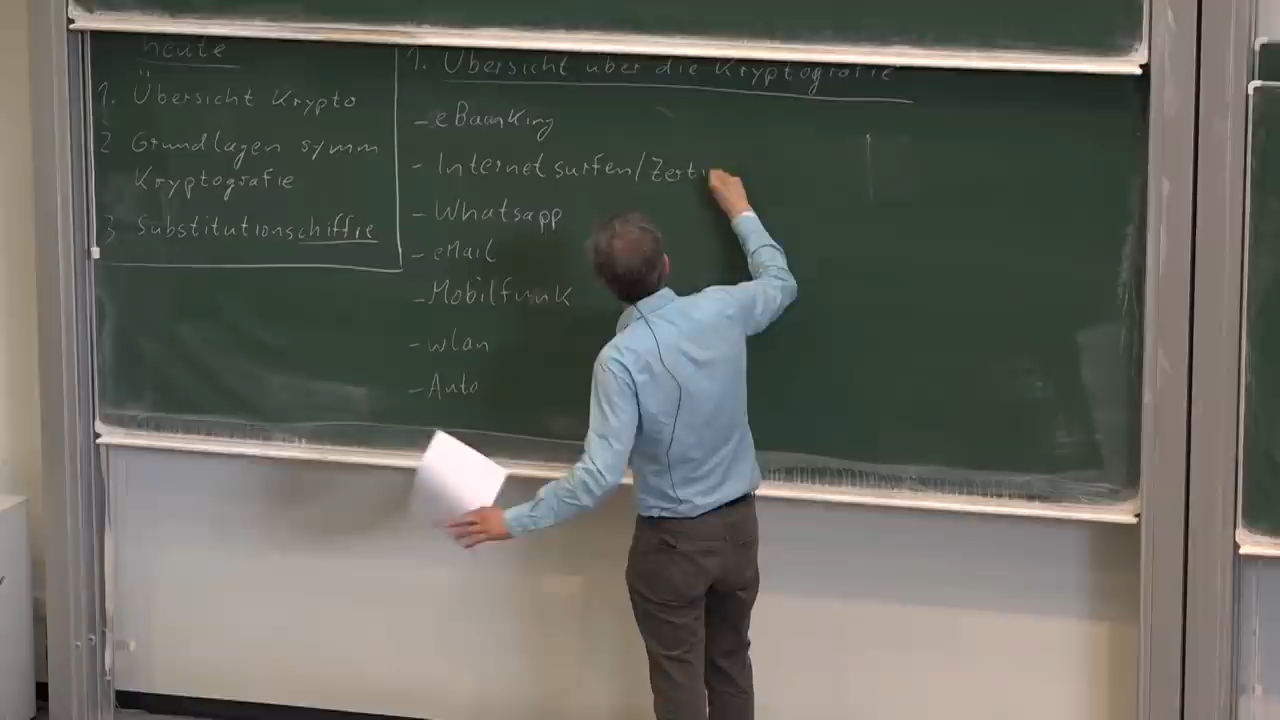 heute
1. Übersicht Krypto
2 Grundlagen symm
Kryptografie
3 Substitutionschiffre
1. Übersicht über die Kryptografie
- eBanking
- Internet surfen/Zerti
- Whatsapp
- eMail
- Mobilfunk
- wlan
- Auto